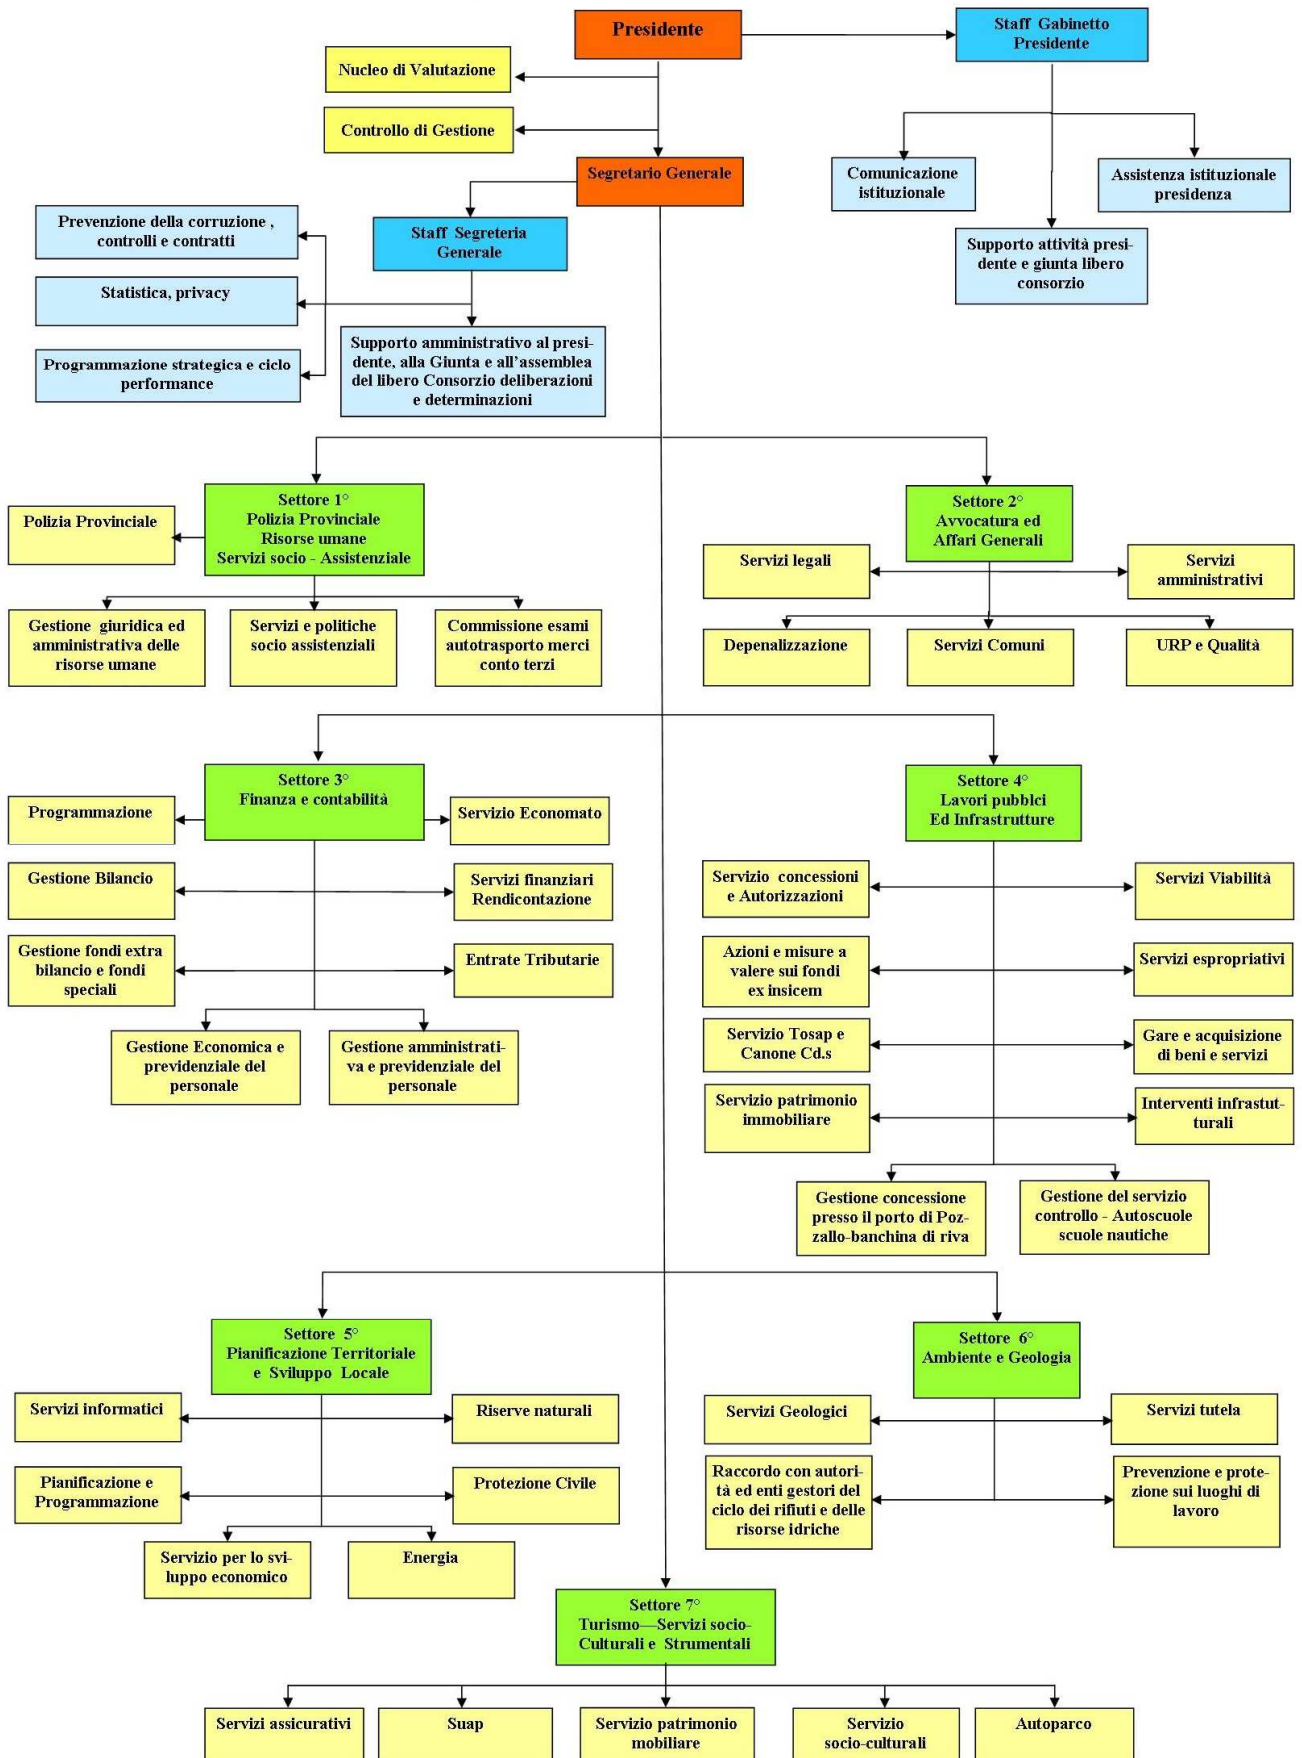 Presidente
Staff Gabinetto
Presidente
Nucleo di Valutazione
Controllo di Gestione
Segretario Generale
Comunicazione
istituzionale
Assistenza istituzionale
presidenza
Supporto attività presi-
dente e giunta libero
consorzio
Prevenzione della corruzione ,
controlli e contratti
Staff Segreteria
Generale
Statistica, privacy
Programmazione strategica e ciclo
performance
Supporto amministrativo al presi-
dente, alla Giunta e all'assemblea
del libero Consorzio deliberazioni
e determinazioni
Settore 1°
Polizia Provinciale
Risorse umane
Servizi socio - Assistenziale
Polizia Provinciale
Gestione giuridica ed
amministrativa delle
risorse umane
Servizi e politiche
socio assistenziali
Commissione esami
autotrasporto merci
conto terzi
Settore 2°
Avvocatura ed
Affari Generali
Servizi legali
Servizi
amministrativi
Depenalizzazione
Servizi Comuni
URP e Qualità
Settore 3°
Finanza e contabilità
Programmazione
Servizio Economato
Gestione Bilancio
Servizi finanziari
Rendicontazione
Gestione fondi extra
bilancio e fondi
speciali
Entrate Tributarie
Gestione Economica e
previdenziale del
personale
Gestione amministrati-
va e previdenziale del
personale
Settore 4°
Lavori pubblci
Ed Infrastrutture
Servizio concessioni
e Autorizzazioni
Servizi Viabilità
Azioni e misure a
valere sui fondi
ex insicem
Servizi espropriativi
Servizio Tosap e
Canone Cd.s
Gare e acquisizione
di beni e servizi
Servizio patrimonio
immobiliare
Interventi infrastut-
turali
Gestione concessione
presso il porto di Poz-
zallo-banchina di riva
Gestione del servizio
controllo - Autoscuole
scuole nautiche
Settore 5°
Pianificazione Territoriale
e Sviluppo Locale
Servizi informatici
Riserve naturali
Pianificazione e
Programmazione
Protezione Civile
Servizio per lo svi-
luppo economico
Energia
Settore 6°
Ambiente e Geologia
Servizi Geologici
Servizi tutela
Raccordo con autori-
tà ed enti gestori del
ciclo dei rifiuti e delle
risorse idriche
Prevenzione e prote-
zione sui luoghi di
lavoro
Settore 7°
Turismo—Servizi socio-
Culturali e Strumentali
Servizi assicurativi
Suap
Servizio patrimonio
mobiliare
Servizio
socio-culturali
Autoparco